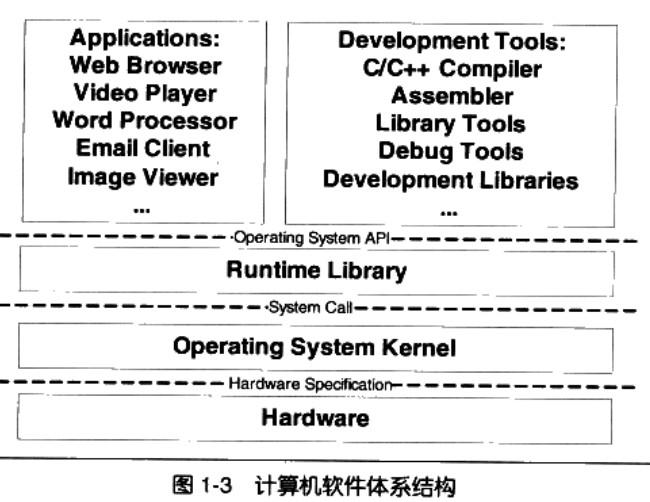 Applications:
Web Browser
Video Player
Word Processor
Email Client
Image Viewer
...
Development Tools:
C/C++ Compiler
Assembler
Library Tools
Debug Tools
Development Libraries
...
Operating System API
Runtime Library
System Call
Operating System Kernel
Hardware Specification
Hardware
图 1-3 计算机软件体系结构